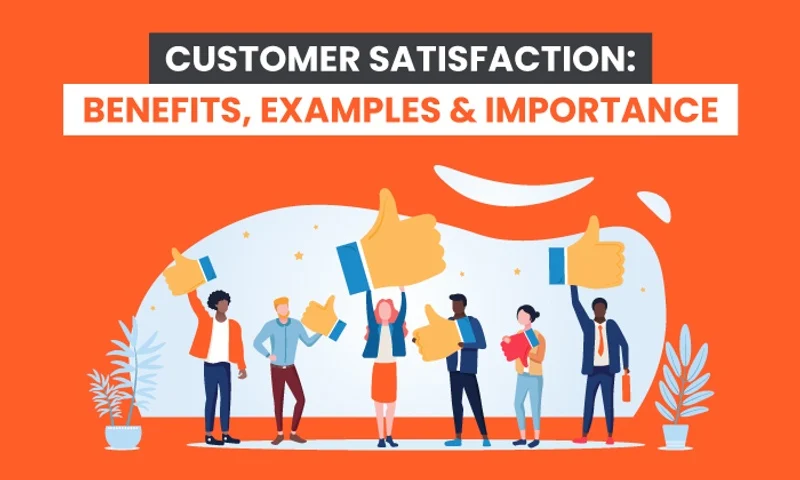 CUSTOMER SATISFACTION:
BENEFITS, EXAMPLES & IMPORTANCE